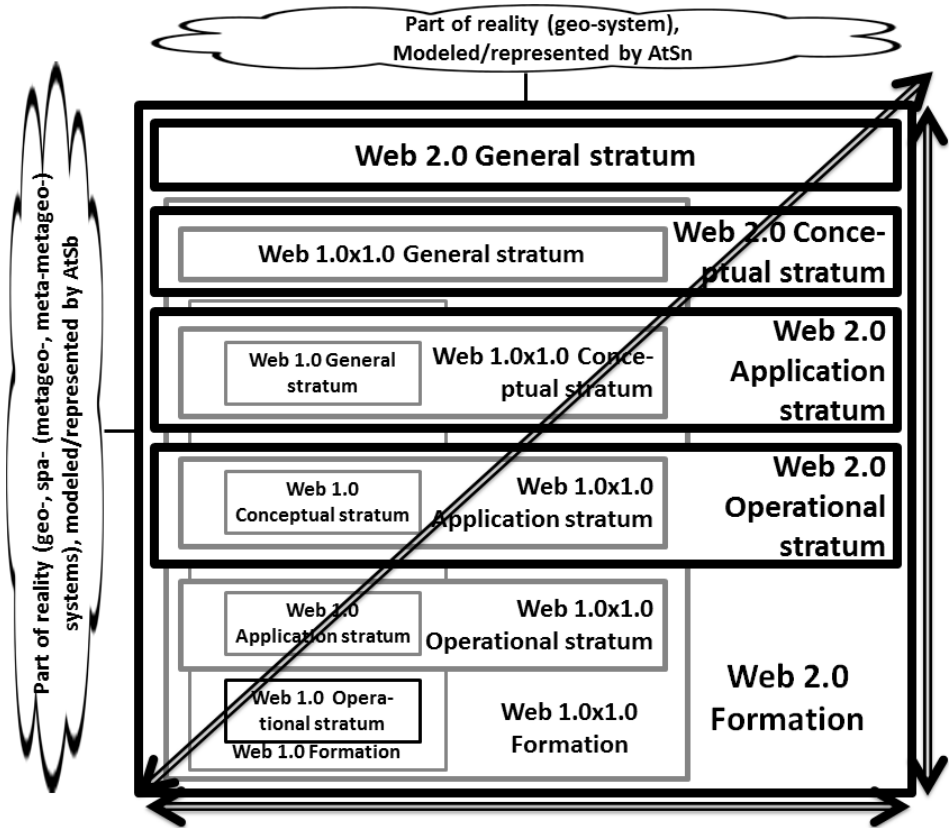 Part of reality (geo-system),
Modeled/represented by AtSn
Part of reality (geo-, spa- (metageo-, meta-metageo-)
systems), modeled/represented by AtSb
Web 2.0 General stratum
Web 2.0 Conce-
ptual stratum
Web 1.0x1.0 General stratum
Web 2.0
Application
stratum
Web 1.0x1.0 Conce-
ptual stratum
Web 1.0 General
stratum
Web 2.0
Operational
stratum
Web 1.0x1.0
Application stratum
Web 1.0
Conceptual stratum
Web 1.0x1.0
Operational stratum
Web 1.0
Application stratum
Web 2.0
Formation
Web 1.0x1.0
Formation
Web 1.0 Opera-
tional stratum
Web 1.0 Formation